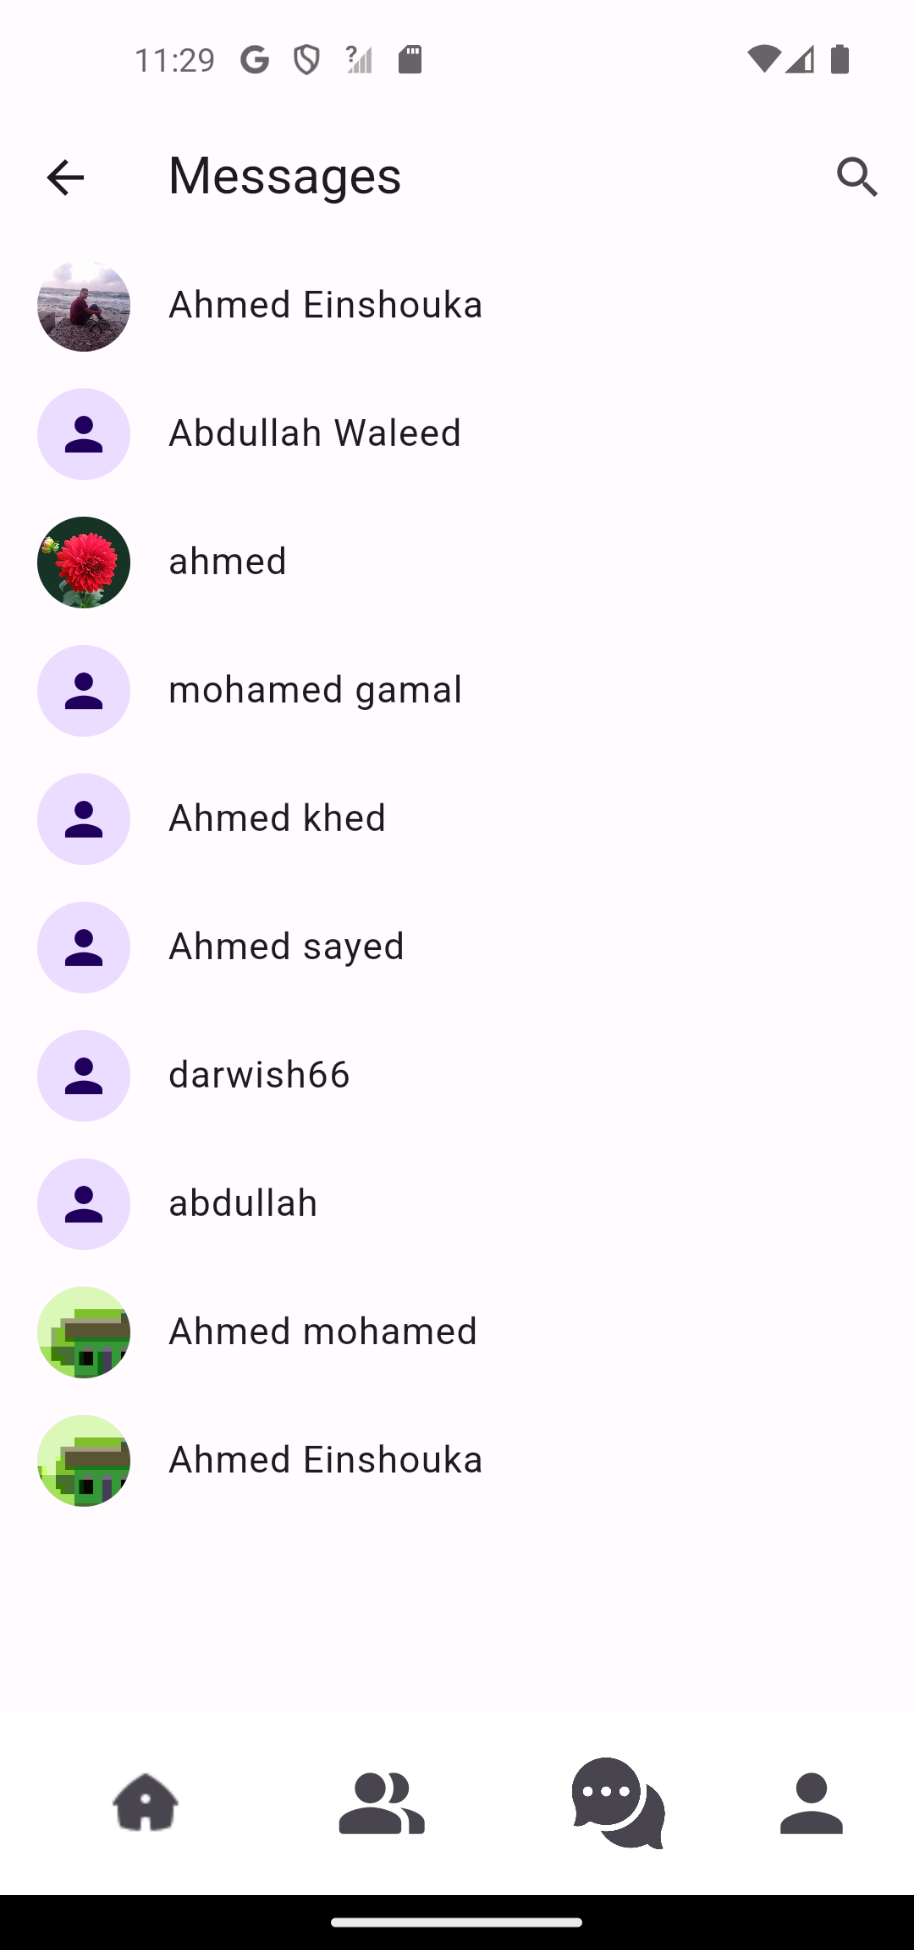 11:29
Messages
Ahmed Einshouka
Abdullah Waleed
ahmed
mohamed gamal
Ahmed khed
Ahmed sayed
darwish66
abdullah
Ahmed mohamed
Ahmed Einshouka